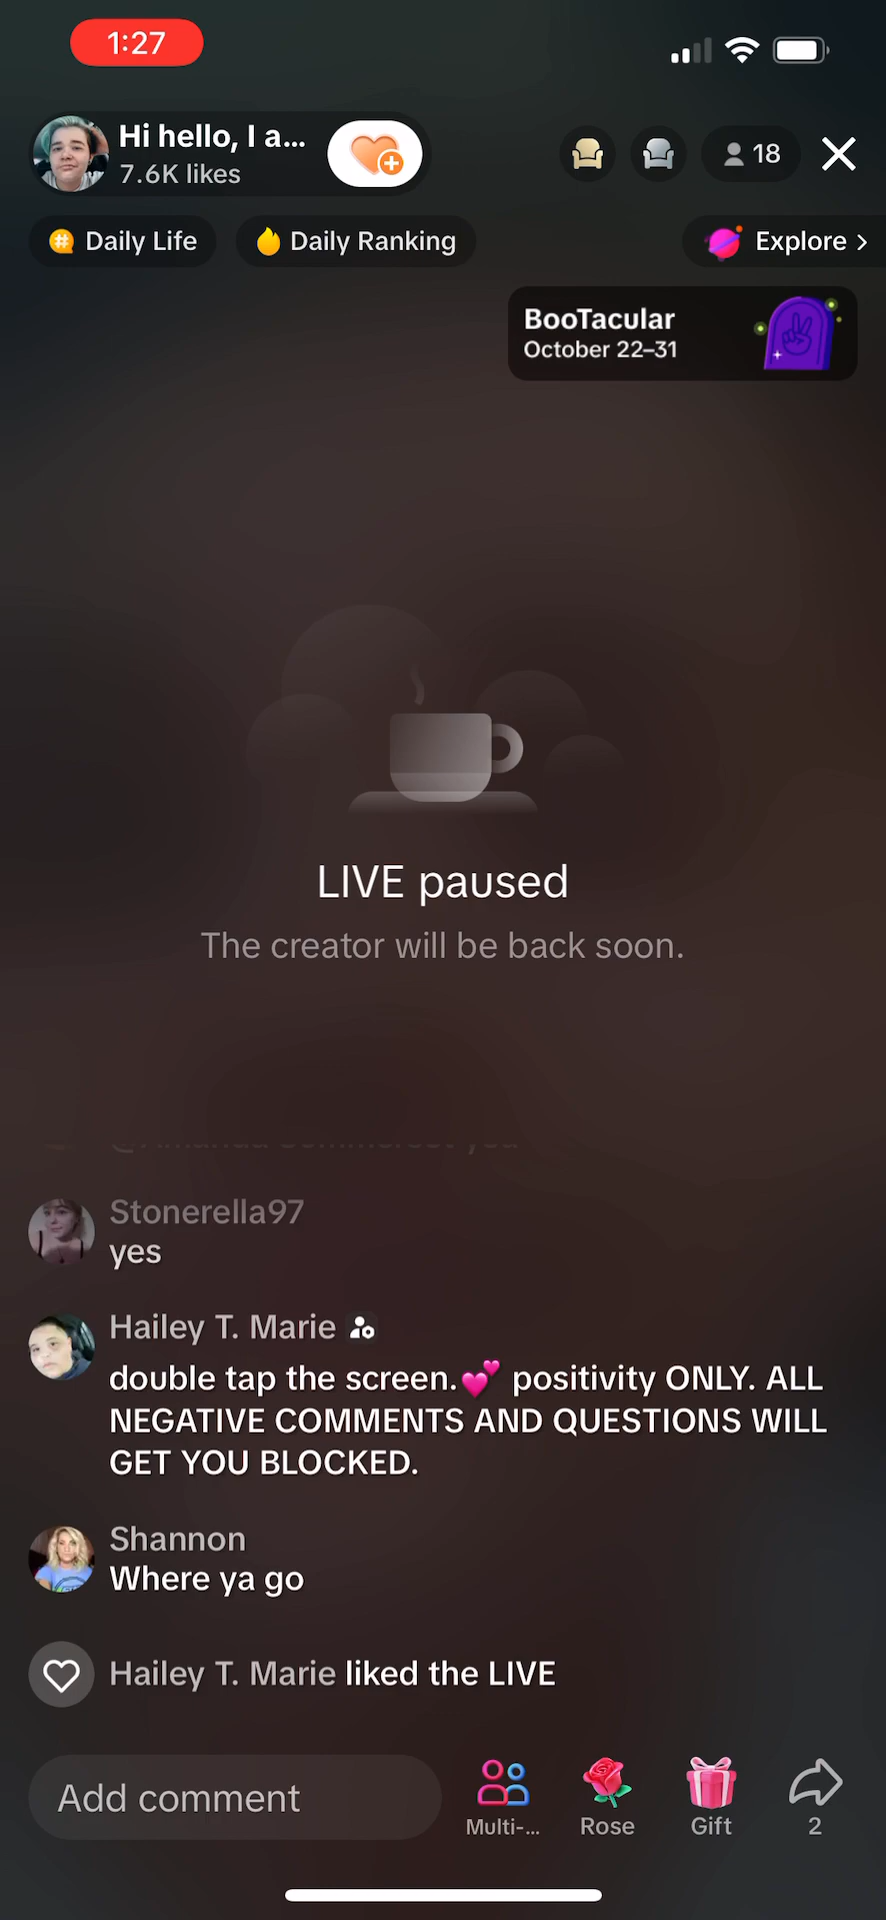 1:27
Hi hello, I a...
7.6K likes
18
Daily Life
Daily Ranking
Explore >
BooTacular
October 22–31
LIVE paused
The creator will be back soon.
Stonerella97
yes
Hailey T. Marie
double tap the screen.💕 positivity ONLY. ALL
NEGATIVE COMMENTS AND QUESTIONS WILL
GET YOU BLOCKED.
Shannon
Where ya go
Hailey T. Marie liked the LIVE
Add comment
Multi-...
Rose
Gift
2